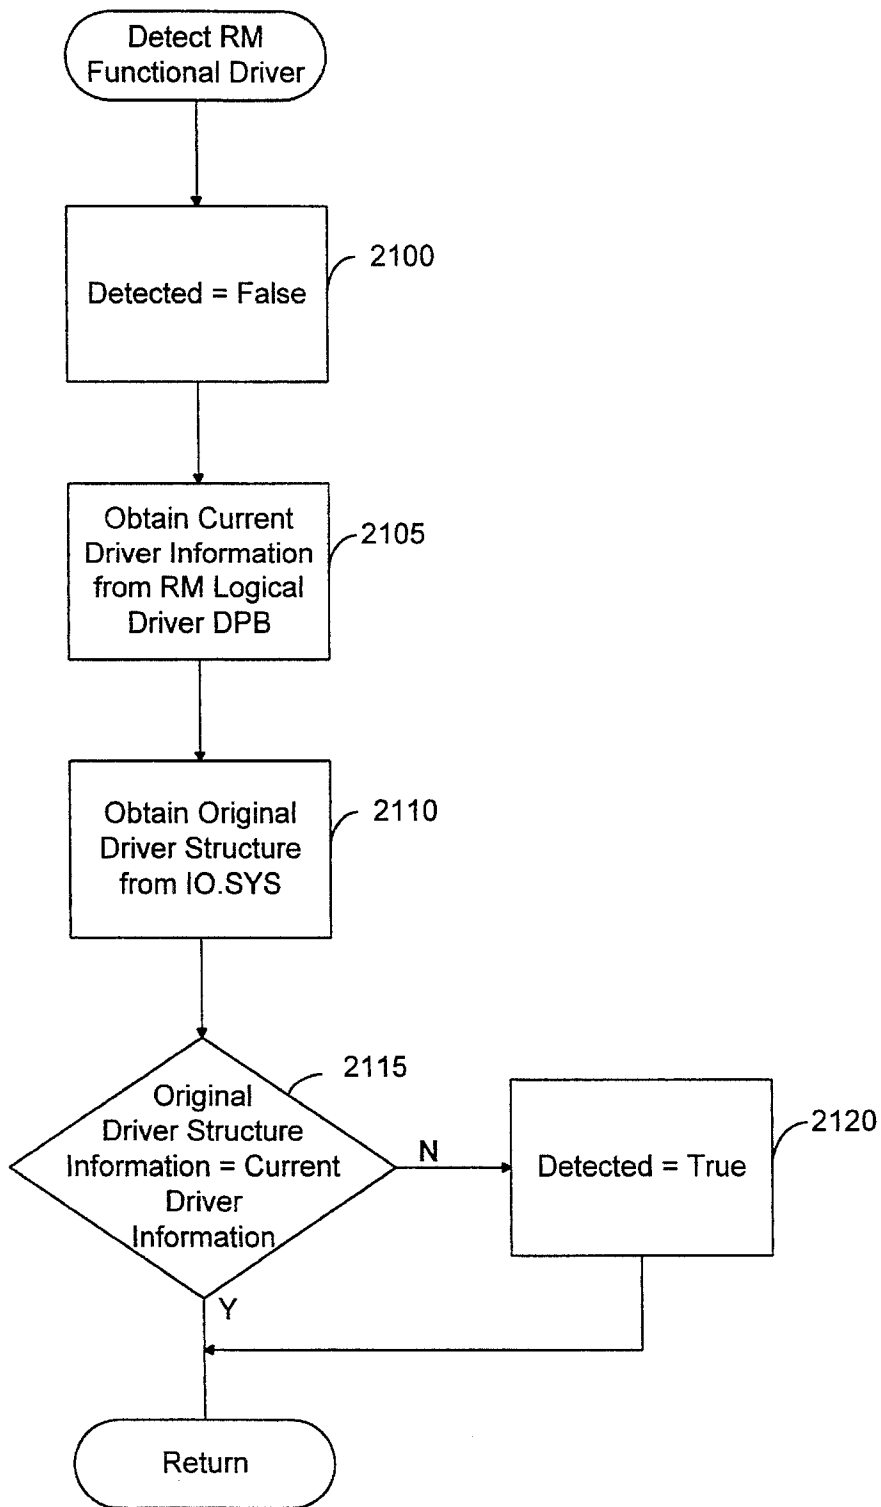 Detect RM
Functional Driver
2100
Detected = False
Obtain Current
Driver Information
from RM Logical
Driver DPB
2105
Obtain Original
Driver Structure
from IO.SYS
2110
2115
Original
Driver Structure
Information = Current
Driver
Information
N
2120
Detected = True
Y
Return